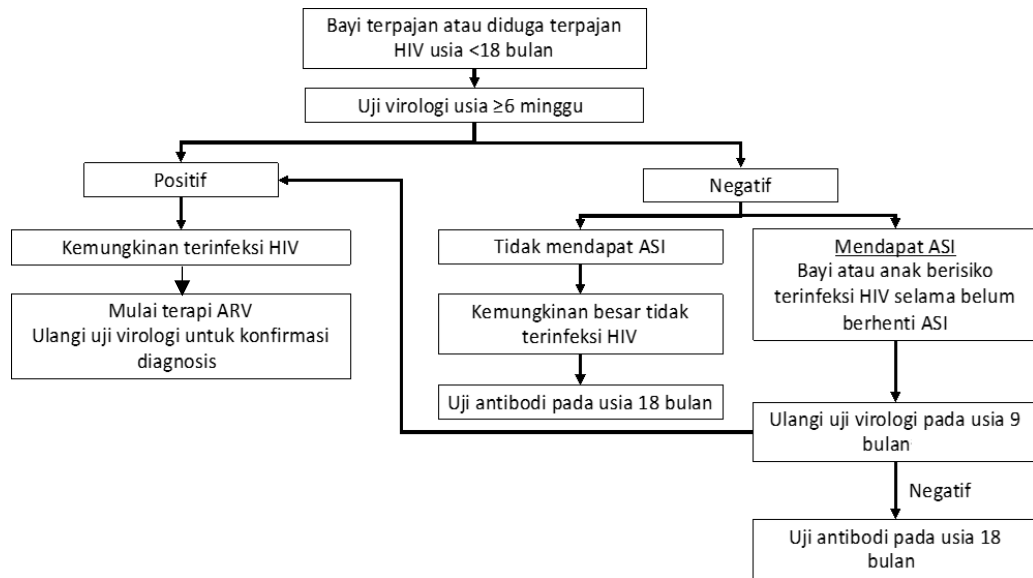 Bayi terpajan atau diduga terpajan
HIV usia <18 bulan
Uji virologi usia ≥6 minggu
Positif
Negatif
Kemungkinan terinfeksi HIV
Mulai terapi ARV
Ulangi uji virologi untuk konfirmasi
diagnosis
Tidak mendapat ASI
Kemungkinan besar tidak
terinfeksi HIV
Uji antibodi pada usia 18 bulan
Mendapat ASI
Bayi atau anak berisiko
terinfeksi HIV selama belum
berhenti ASI
Ulangi uji virologi pada usia 9
bulan
Negatif
Uji antibodi pada usia 18
bulan